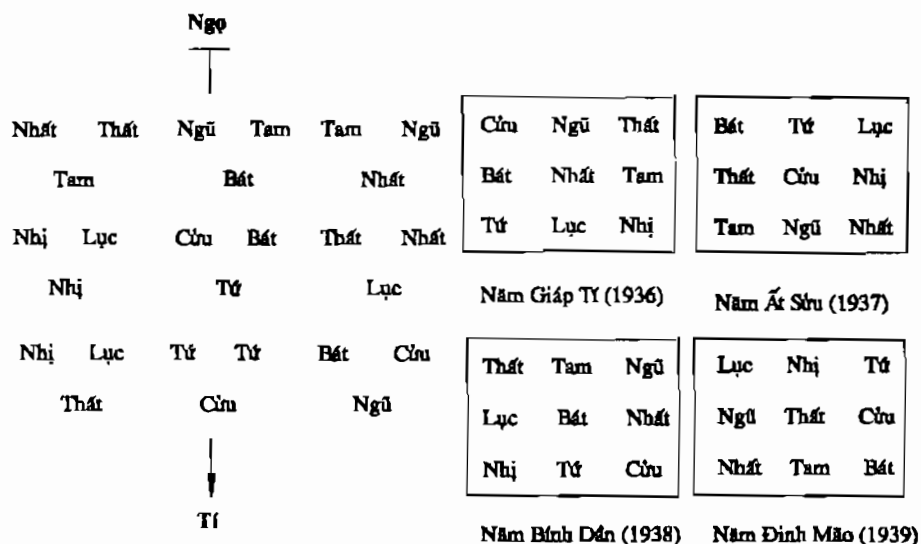 Ngọ
Nhất Thất Ngũ Tam Tam Ngũ
Tam Bát Nhất
Nhị Lục Cửu Bát Thất Nhất
Nhị Tứ Lục
Nhị Lục Tứ Tứ Bát Cửu
Thất Cửu Ngũ
Tí
Cửu Ngũ Thất
Bát Nhất Tam
Tứ Lục Nhị
Năm Giáp Tí (1936)
Bát Tứ Lục
Thất Cửu Nhị
Tam Ngũ Nhất
Năm Ất Sửu (1937)
Thất Tam Ngũ
Lục Bát Nhất
Nhị Tứ Cửu
Năm Bính Dần (1938)
Lục Nhị Tứ
Ngũ Thất Cửu
Nhất Tam Bát
Năm Đinh Mão (1939)